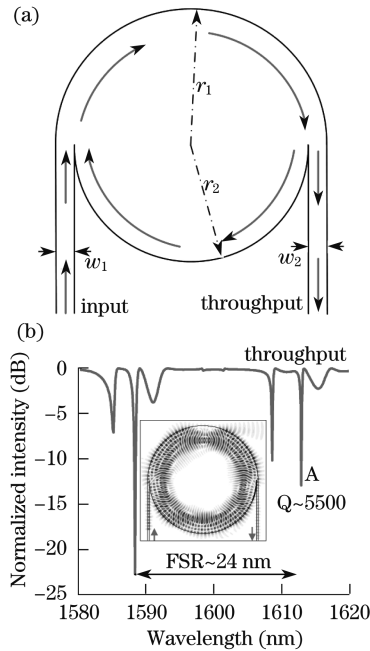 (a)
r1
r2
w1
w2
input
throughput
(b)
throughput
Normalized intensity (dB)
0
−5
−10
−15
−20
−25
A
Q~5500
FSR~24 nm
1580
1590
1600
1610
1620
Wavelength (nm)